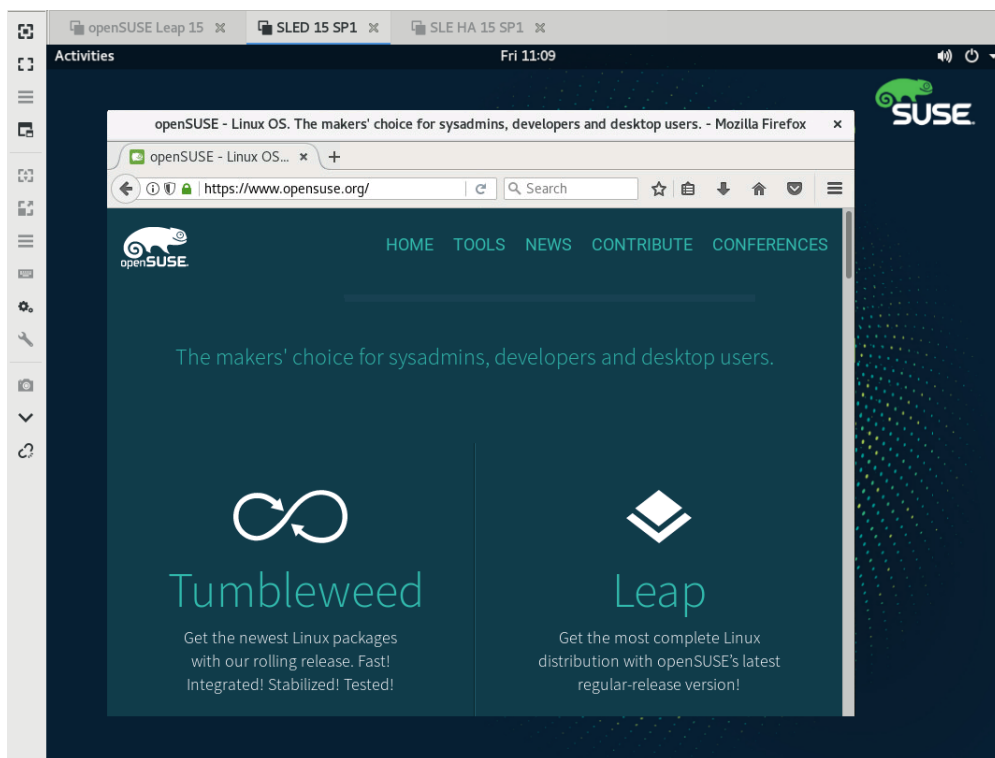 openSUSE Leap 15
SLED 15 SP1
SLE HA 15 SP1
Activities
Fri 11:09
SUSE
openSUSE - Linux OS. The makers' choice for sysadmins, developers and desktop users. - Mozilla Firefox
openSUSE - Linux OS...
https://www.opensuse.org/
Search
openSUSE
HOME TOOLS NEWS CONTRIBUTE CONFERENCES
The makers' choice for sysadmins, developers and desktop users.
Tumbleweed
Get the newest Linux packages
with our rolling release. Fast!
Integrated! Stabilized! Tested!
Leap
Get the most complete Linux
distribution with openSUSE's latest
regular-release version!